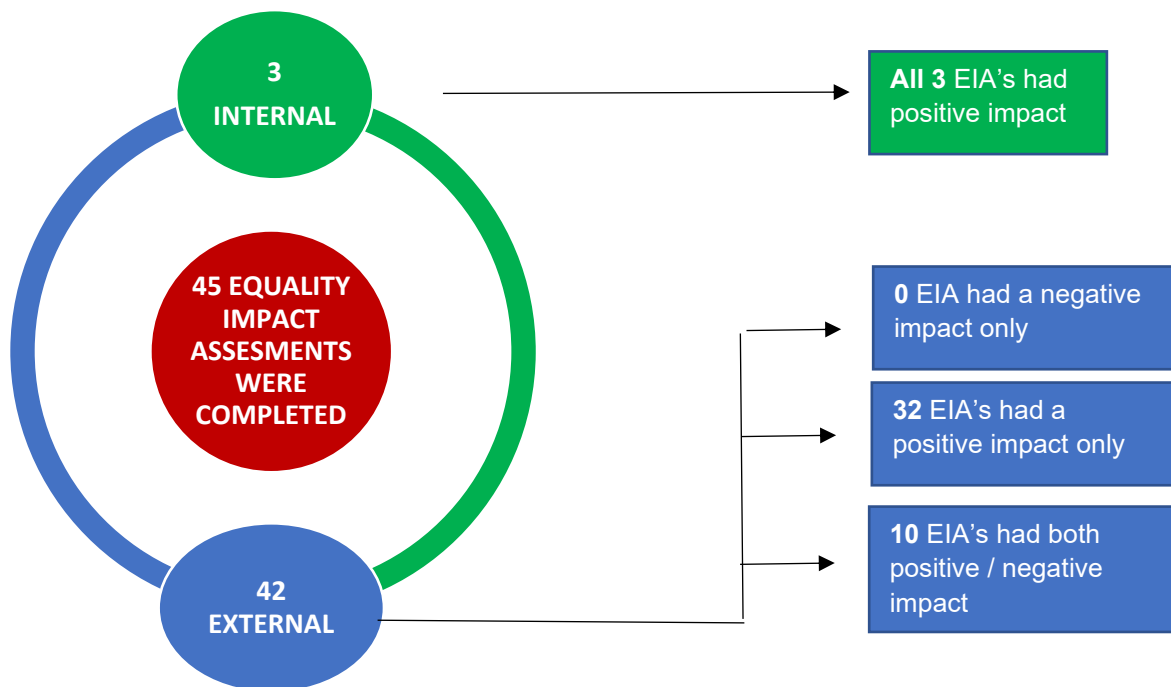 3
INTERNAL
All 3 EIA’s had
positive impact
45 EQUALITY
IMPACT
ASSESMENTS
WERE
COMPLETED
0 EIA had a negative
impact only
32 EIA’s had a
positive impact only
10 EIA’s had both
positive / negative
impact
42
EXTERNAL